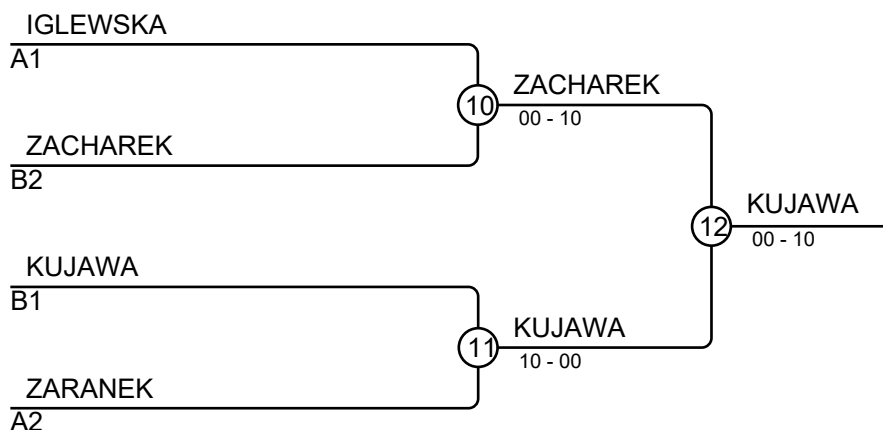 IGLEWSKA
A1
10
ZACHAREK
00 - 10
ZACHAREK
B2
12
KUJAWA
00 - 10
KUJAWA
B1
11
KUJAWA
10 - 00
ZARANEK
A2